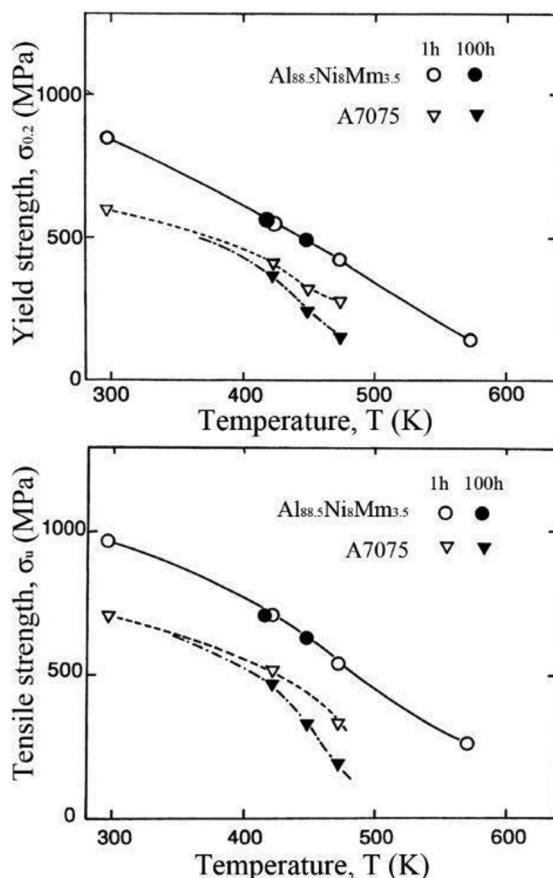 1h 100h
Al₈₈.₅Ni₈Mm₃.₅
A7075
1000
500
0
Yield strength, σ₀.₂ (MPa)
300 400 500 600
Temperature, T (K)
1h 100h
Al₈₈.₅Ni₈Mm₃.₅
A7075
1000
500
0
Tensile strength, σᵤ (MPa)
300 400 500 600
Temperature, T (K)